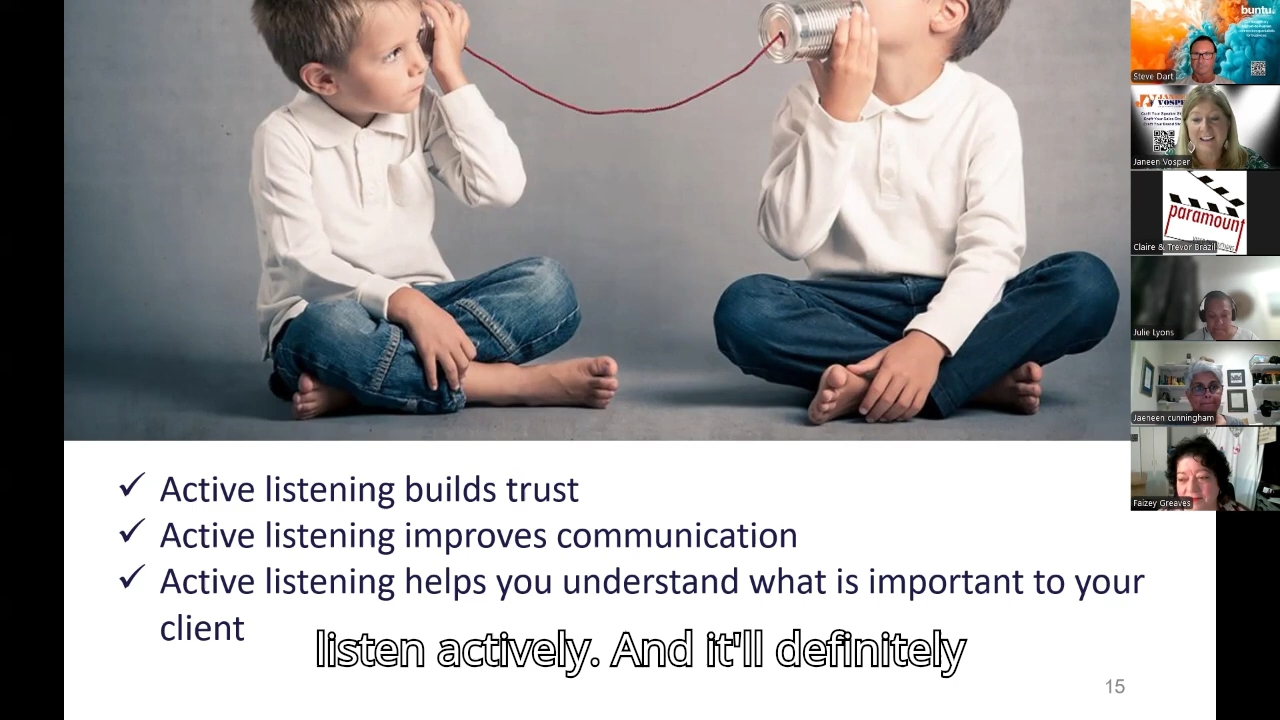 ✓ Active listening builds trust
✓ Active listening improves communication
✓ Active listening helps you understand what is important to your
client
listen actively. And it'll definitely
15
buntu.
Steve Dart
VOSPER
Janeen Vosper
paramount
Claire & Trevor Brazil
Julie Lyons
Jaeneen cunningham
Faizey Greaves